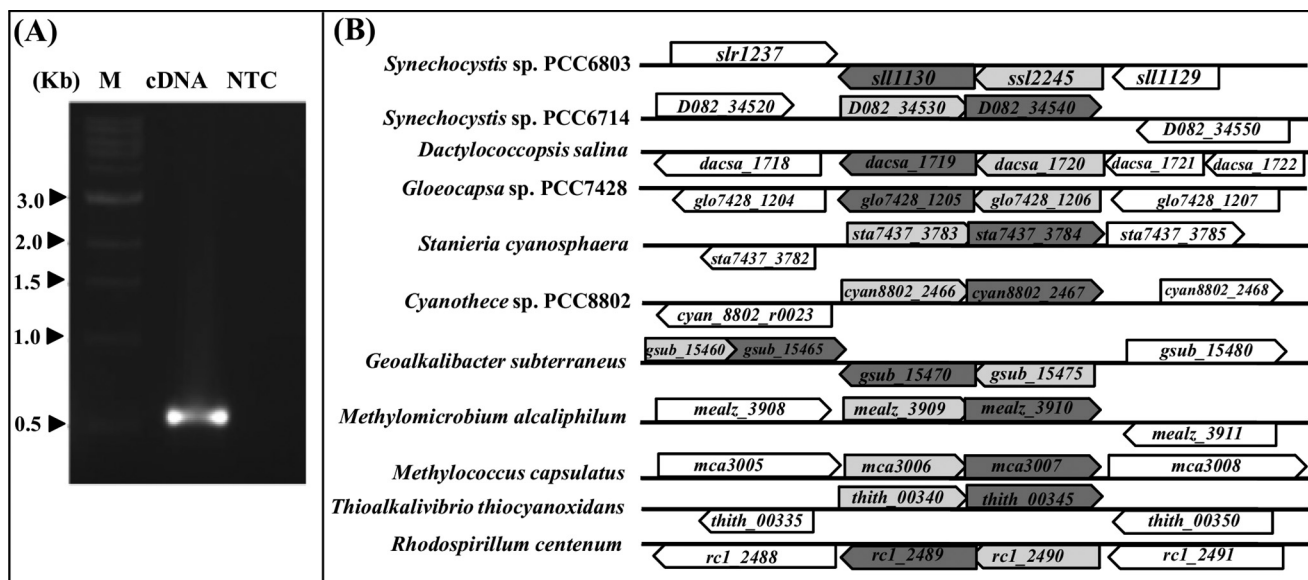 (A)
(Kb) M cDNA NTC
3.0
2.0
1.5
1.0
0.5
(B)
slr1237
Synechocystis sp. PCC6803
sll1130 ssl2245 sll1129
D082_34520 D082_34530 D082_34540
Synechocystis sp. PCC6714
D082_34550
Dactylococcopsis salina
dacsa_1718 dacsa_1719 dacsa_1720 dacsa_1721 dacsa_1722
Gloeocapsa sp. PCC7428
glo7428_1204 glo7428_1205 glo7428_1206 glo7428_1207
sta7437_3783 sta7437_3784 sta7437_3785
Stanieria cyanosphaera
sta7437_3782
cyan8802_2466 cyan8802_2467 cyan8802_2468
Cyanothece sp. PCC8802
cyan_8802_r0023
gsub_15460 gsub_15465 gsub_15480
Geoalkalibacter subterraneus
gsub_15470 gsub_15475
mealz_3908 mealz_3909 mealz_3910
Methylomicrobium alcaliphilum
mealz_3911
mca3005 mca3006 mca3007 mca3008
Methylococcus capsulatus
thith_00340 thith_00345
Thioalkalivibrio thiocyanoxidans
thith_00335 thith_00350
Rhodospirillum centenum
rc1_2488 rc1_2489 rc1_2490 rc1_2491